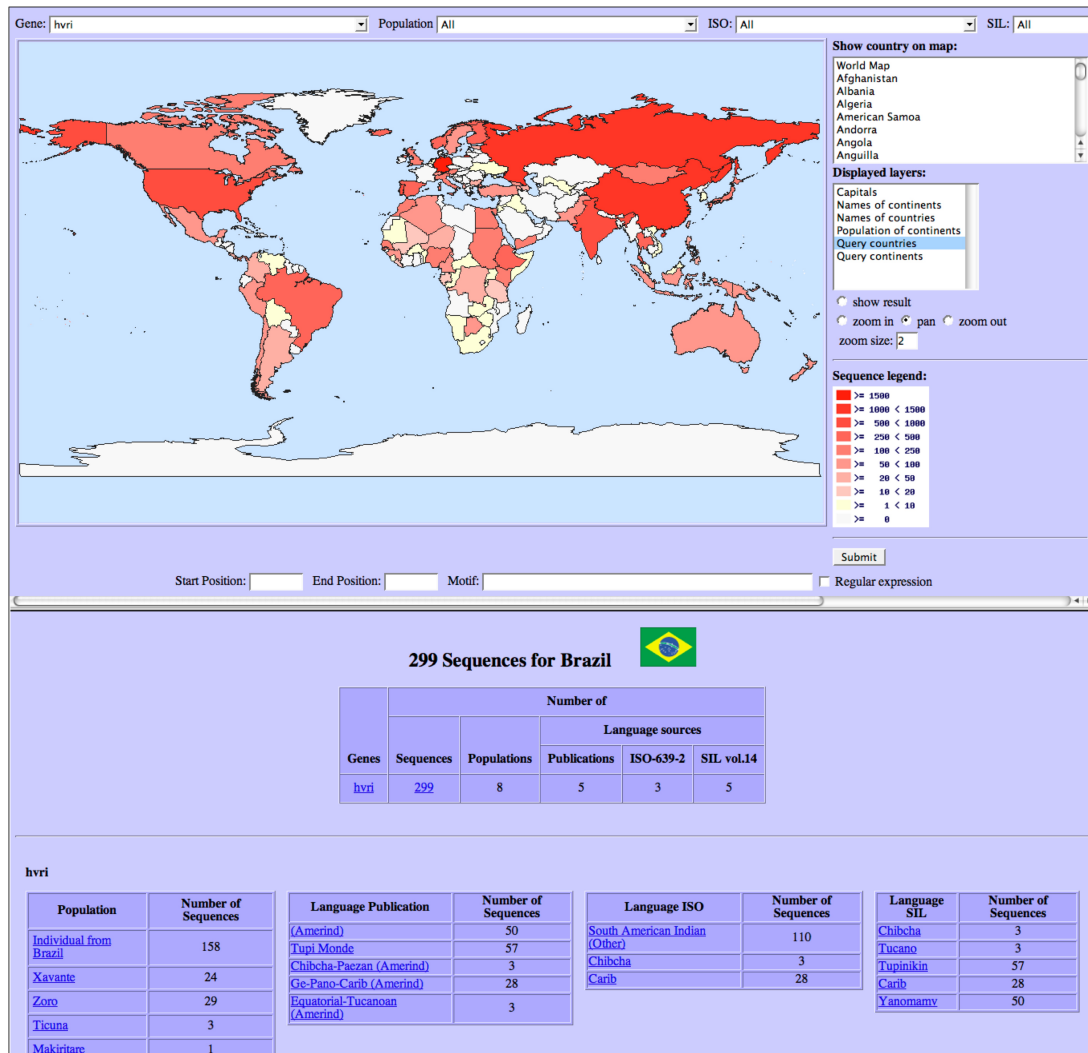 Gene: hvri Population All ISO: All SIL: All
Show country on map:
World Map
Afghanistan
Albania
Algeria
American Samoa
Andorra
Angola
Anguilla
Displayed layers:
Capitals
Names of continents
Names of countries
Population of continents
Query countries
Query continents
show result
zoom in pan zoom out
zoom size: 2
Sequence legend:
>= 1500
>= 1000 < 1500
>= 500 < 1000
>= 250 < 500
>= 100 < 250
>= 50 < 100
>= 20 < 50
>= 10 < 20
>= 1 < 10
>= 0
Submit
Start Position: End Position: Motif: Regular expression
299 Sequences for Brazil
Number of
Language sources
Genes Sequences Populations Publications ISO-639-2 SIL vol.14
hvri 299 8 5 3 5
hvri
Population Number of Sequences
Individual from Brazil 158
Xavante 24
Zoro 29
Ticuna 3
Makiritare 1
Language Publication Number of Sequences
(Amerind) 50
Tupi Monde 57
Chibcha-Paezan (Amerind) 3
Ge-Pano-Carib (Amerind) 28
Equatorial-Tucanoan (Amerind) 3
Language ISO Number of Sequences
South American Indian (Other) 110
Chibcha 3
Carib 28
Language SIL Number of Sequences
Chibcha 3
Tucano 3
Tupinikin 57
Carib 28
Yanomamv 50